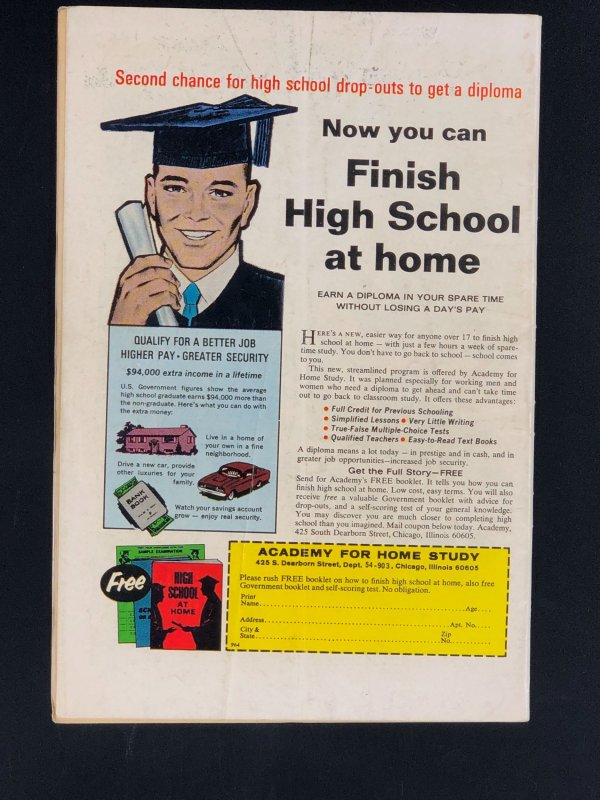 Second chance for high school drop-outs to get a diploma
Now you can
Finish
High School
at home
EARN A DIPLOMA IN YOUR SPARE TIME
WITHOUT LOSING A DAY'S PAY
HERE'S A NEW, easier way for anyone over 17 to finish high
school at home — with just a few hours a week of spare-
time study. You don't have to go back to school — school comes
to you.
This new, streamlined program is offered by Academy for
Home Study. It was planned especially for working men and
women who need a diploma to get ahead and can't take time
out to go back to classroom study. It offers these advantages:
• Full Credit for Previous Schooling
• Simplified Lessons • Very Little Writing
• True-False Multiple-Choice Tests
• Qualified Teachers • Easy-to-Read Text Books
A diploma means a lot today — in prestige and in cash, and in
greater job opportunities—increased job security.
Get the Full Story—FREE
Send for Academy's FREE booklet. It tells you how you can
finish high school at home. Low cost, easy terms. You will also
receive free a valuable Government booklet with advice for
drop-outs, and a self-scoring test of your general knowledge.
You may discover you are much closer to completing high
school than you imagined. Mail coupon below today. Academy,
425 South Dearborn Street, Chicago, Illinois 60605.
QUALIFY FOR A BETTER JOB
HIGHER PAY • GREATER SECURITY
$94,000 extra income in a lifetime
U.S. Government figures show the average
high school graduate earns $94,000 more than
the non-graduate. Here's what you can do with
the extra money:
Live in a home of
your own in a fine
neighborhood.
Drive a new car, provide
other luxuries for your
family.
BANK
BOOK
Watch your savings account
grow — enjoy real security.
SAMPLE EXAMINATION
Free
HIGH
SCHOOL
AT
HOME
ACADEMY FOR HOME STUDY
425 S. Dearborn Street, Dept. 54-903, Chicago, Illinois 60605
Please rush FREE booklet on how to finish high school at home, also free
Government booklet and self-scoring test. No obligation.
Print
Name Age
Address Apt. No.
City & Zip
State No.
964